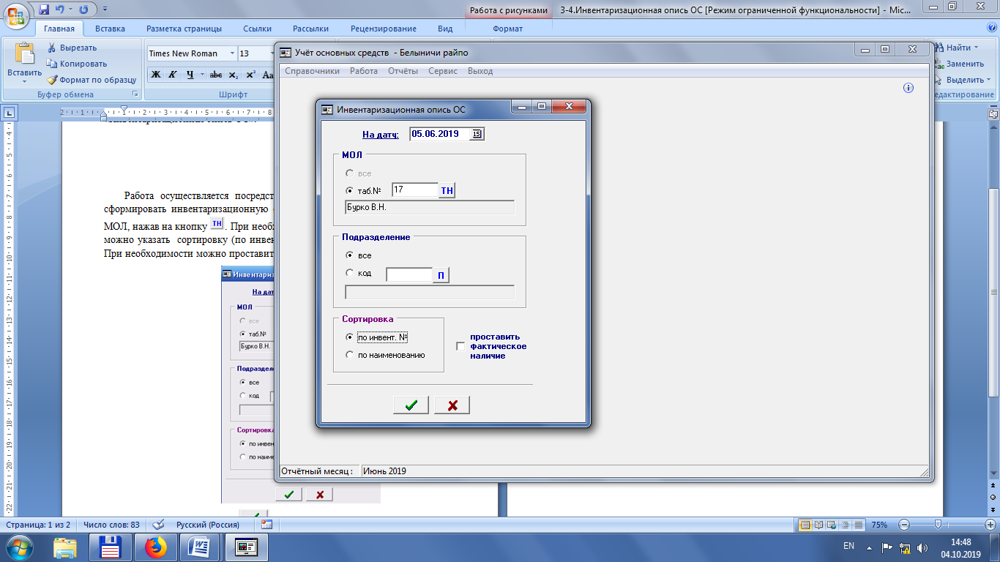 Работа с рисунками
3-4.Инвентаризационная опись ОС [Режим ограниченной функциональности] - Mic...
Главная Вставка Разметка страницы Ссылки Рассылки Рецензирование Вид Формат
Вставить
Вырезать
Копировать
Формат по образцу
Буфер обмена
Times New Roman 13
Ж К Ч abc x₂ x² Aa
Шрифт
Найти
Заменить
Выделить
едактирование
Учёт основных средств - Белыничи райпо
Справочники Работа Отчёты Сервис Выход
Инвентаризационная опись ОС
На дату: 05.06.2019 15
МОЛ
все
таб.№ 17 ТН
Бурко В.Н.
Подразделение
все
код П
Сортировка
по инвент. №
по наименованию
проставить
фактическое
наличие
Отчётный месяц : Июнь 2019
Работа осуществляется посредст
сформировать инвентаризационную
МОЛ, нажав на кнопку ТН . При необх
можно указать сортировку (по инвен
При необходимости можно проставит
Инвентариз
На дат
МОЛ
все
таб.№
Бурко В.Н.
Подразделе
все
код
Сортировка
по инвен
по наиме
Страница: 1 из 2 Число слов: 83 Русский (Россия) 75%
EN 14:48
04.10.2019